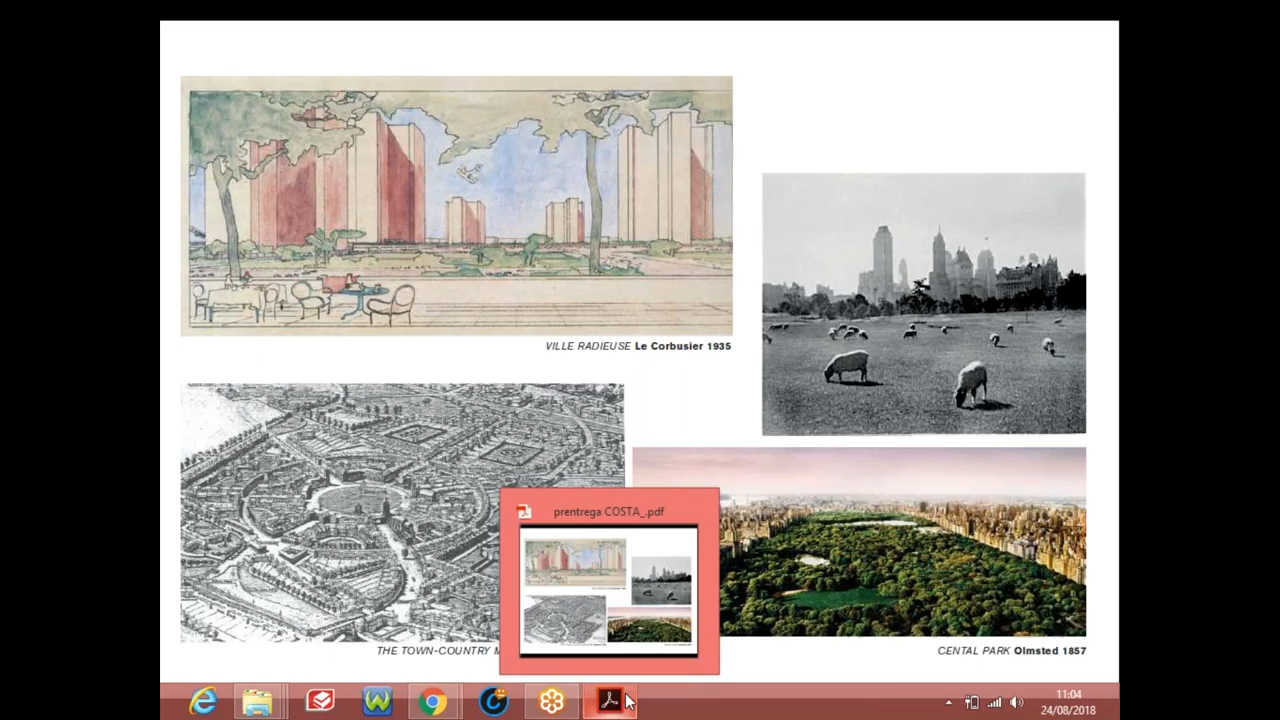 VILLE RADIEUSE Le Corbusier 1935
prentrega COSTA_.pdf
THE TOWN-COUNTRY
CENTAL PARK Olmsted 1857
11:04
24/08/2018